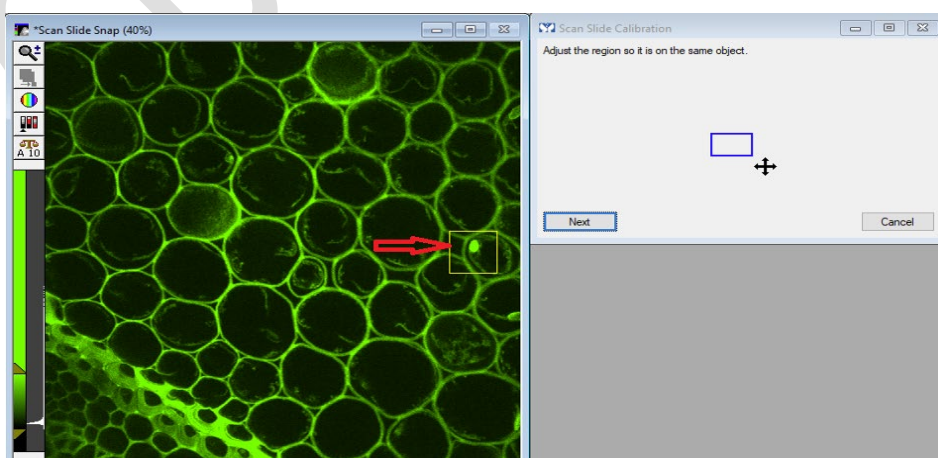 *Scan Slide Snap (40%)
A 10
Scan Slide Calibration
Adjust the region so it is on the same object.
Next
Cancel